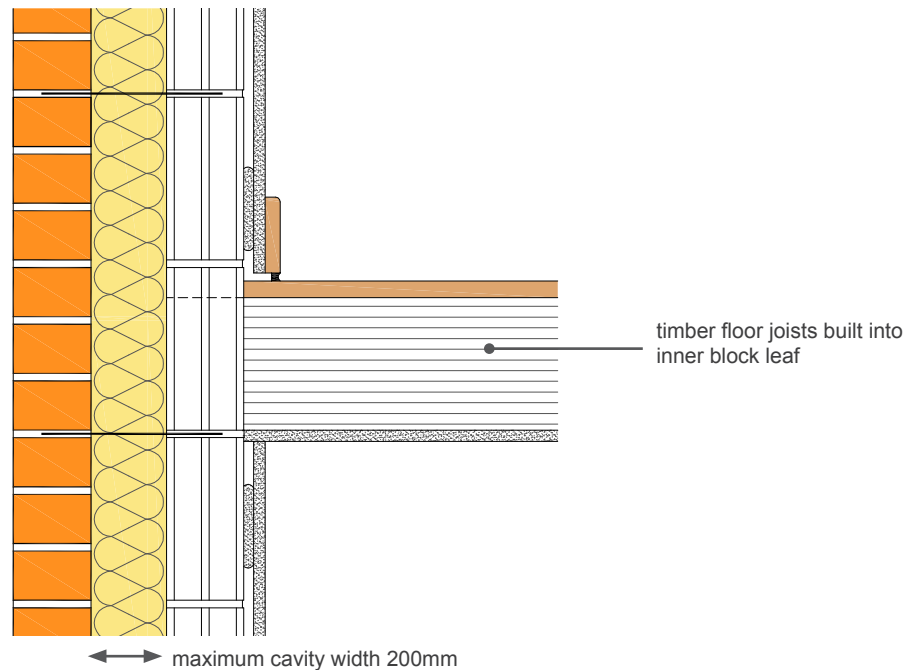 timber floor joists built into
inner block leaf
maximum cavity width 200mm